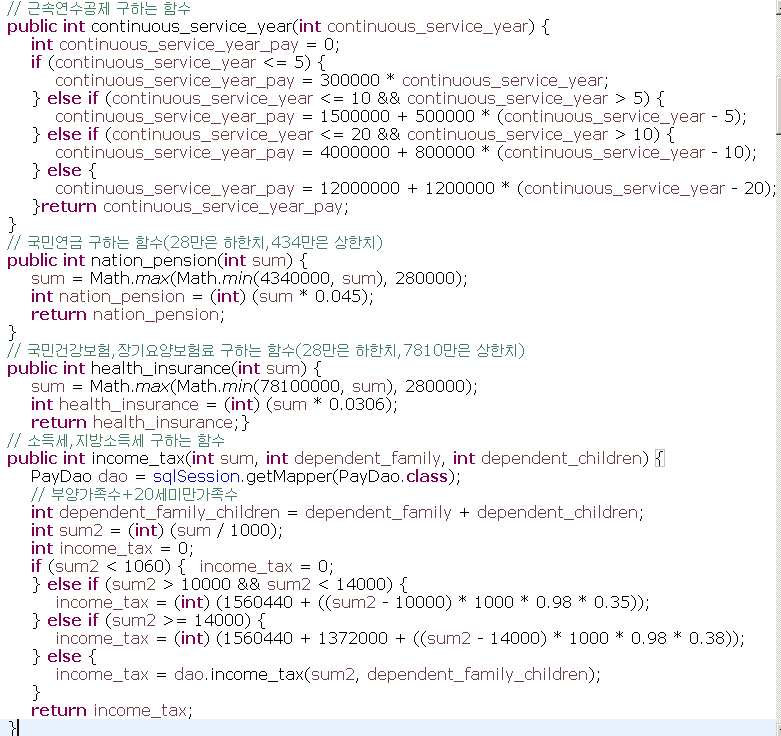 // 근속연수공제 구하는 함수
public int continuous_service_year(int continuous_service_year) {
    int continuous_service_year_pay = 0;
    if (continuous_service_year <= 5) {
        continuous_service_year_pay = 300000 * continuous_service_year;
    } else if (continuous_service_year <= 10 && continuous_service_year > 5) {
        continuous_service_year_pay = 1500000 + 500000 * (continuous_service_year - 5);
    } else if (continuous_service_year <= 20 && continuous_service_year > 10) {
        continuous_service_year_pay = 4000000 + 800000 * (continuous_service_year - 10);
    } else {
        continuous_service_year_pay = 12000000 + 1200000 * (continuous_service_year - 20);
    }return continuous_service_year_pay;
}
// 국민연금 구하는 함수(28만은 하한치,434만은 상한치)
public int nation_pension(int sum) {
    sum = Math.max(Math.min(4340000, sum), 280000);
    int nation_pension = (int) (sum * 0.045);
    return nation_pension;
}
// 국민건강보험,장기요양보험료 구하는 함수(28만은 하한치,7810만은 상한치)
public int health_insurance(int sum) {
    sum = Math.max(Math.min(78100000, sum), 280000);
    int health_insurance = (int) (sum * 0.0306);
    return health_insurance;}
// 소득세,지방소득세 구하는 함수
public int income_tax(int sum, int dependent_family, int dependent_children) {
    PayDao dao = sqlSession.getMapper(PayDao.class);
    // 부양가족수+20세미만가족수
    int dependent_family_children = dependent_family + dependent_children;
    int sum2 = (int) (sum / 1000);
    int income_tax = 0;
    if (sum2 < 1060) {  income_tax = 0;
    } else if (sum2 > 10000 && sum2 < 14000) {
        income_tax = (int) (1560440 + ((sum2 - 10000) * 1000 * 0.98 * 0.35));
    } else if (sum2 >= 14000) {
        income_tax = (int) (1560440 + 1372000 + ((sum2 - 14000) * 1000 * 0.98 * 0.38));
    } else {
        income_tax = dao.income_tax(sum2, dependent_family_children);
    }
    return income_tax;
}